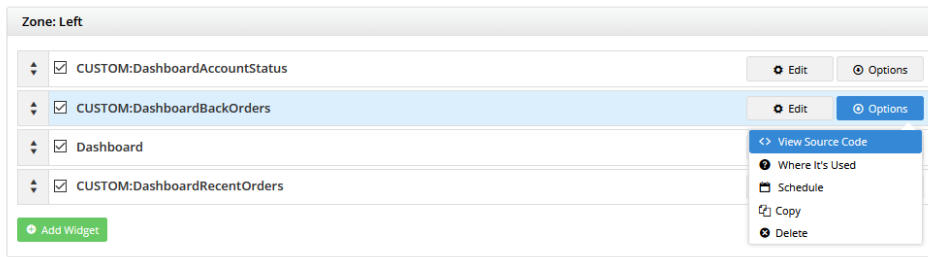 Zone: Left
CUSTOM:DashboardAccountStatus Edit Options
CUSTOM:DashboardBackOrders Edit Options
Dashboard
CUSTOM:DashboardRecentOrders
View Source Code
Where It's Used
Schedule
Copy
Delete
Add Widget